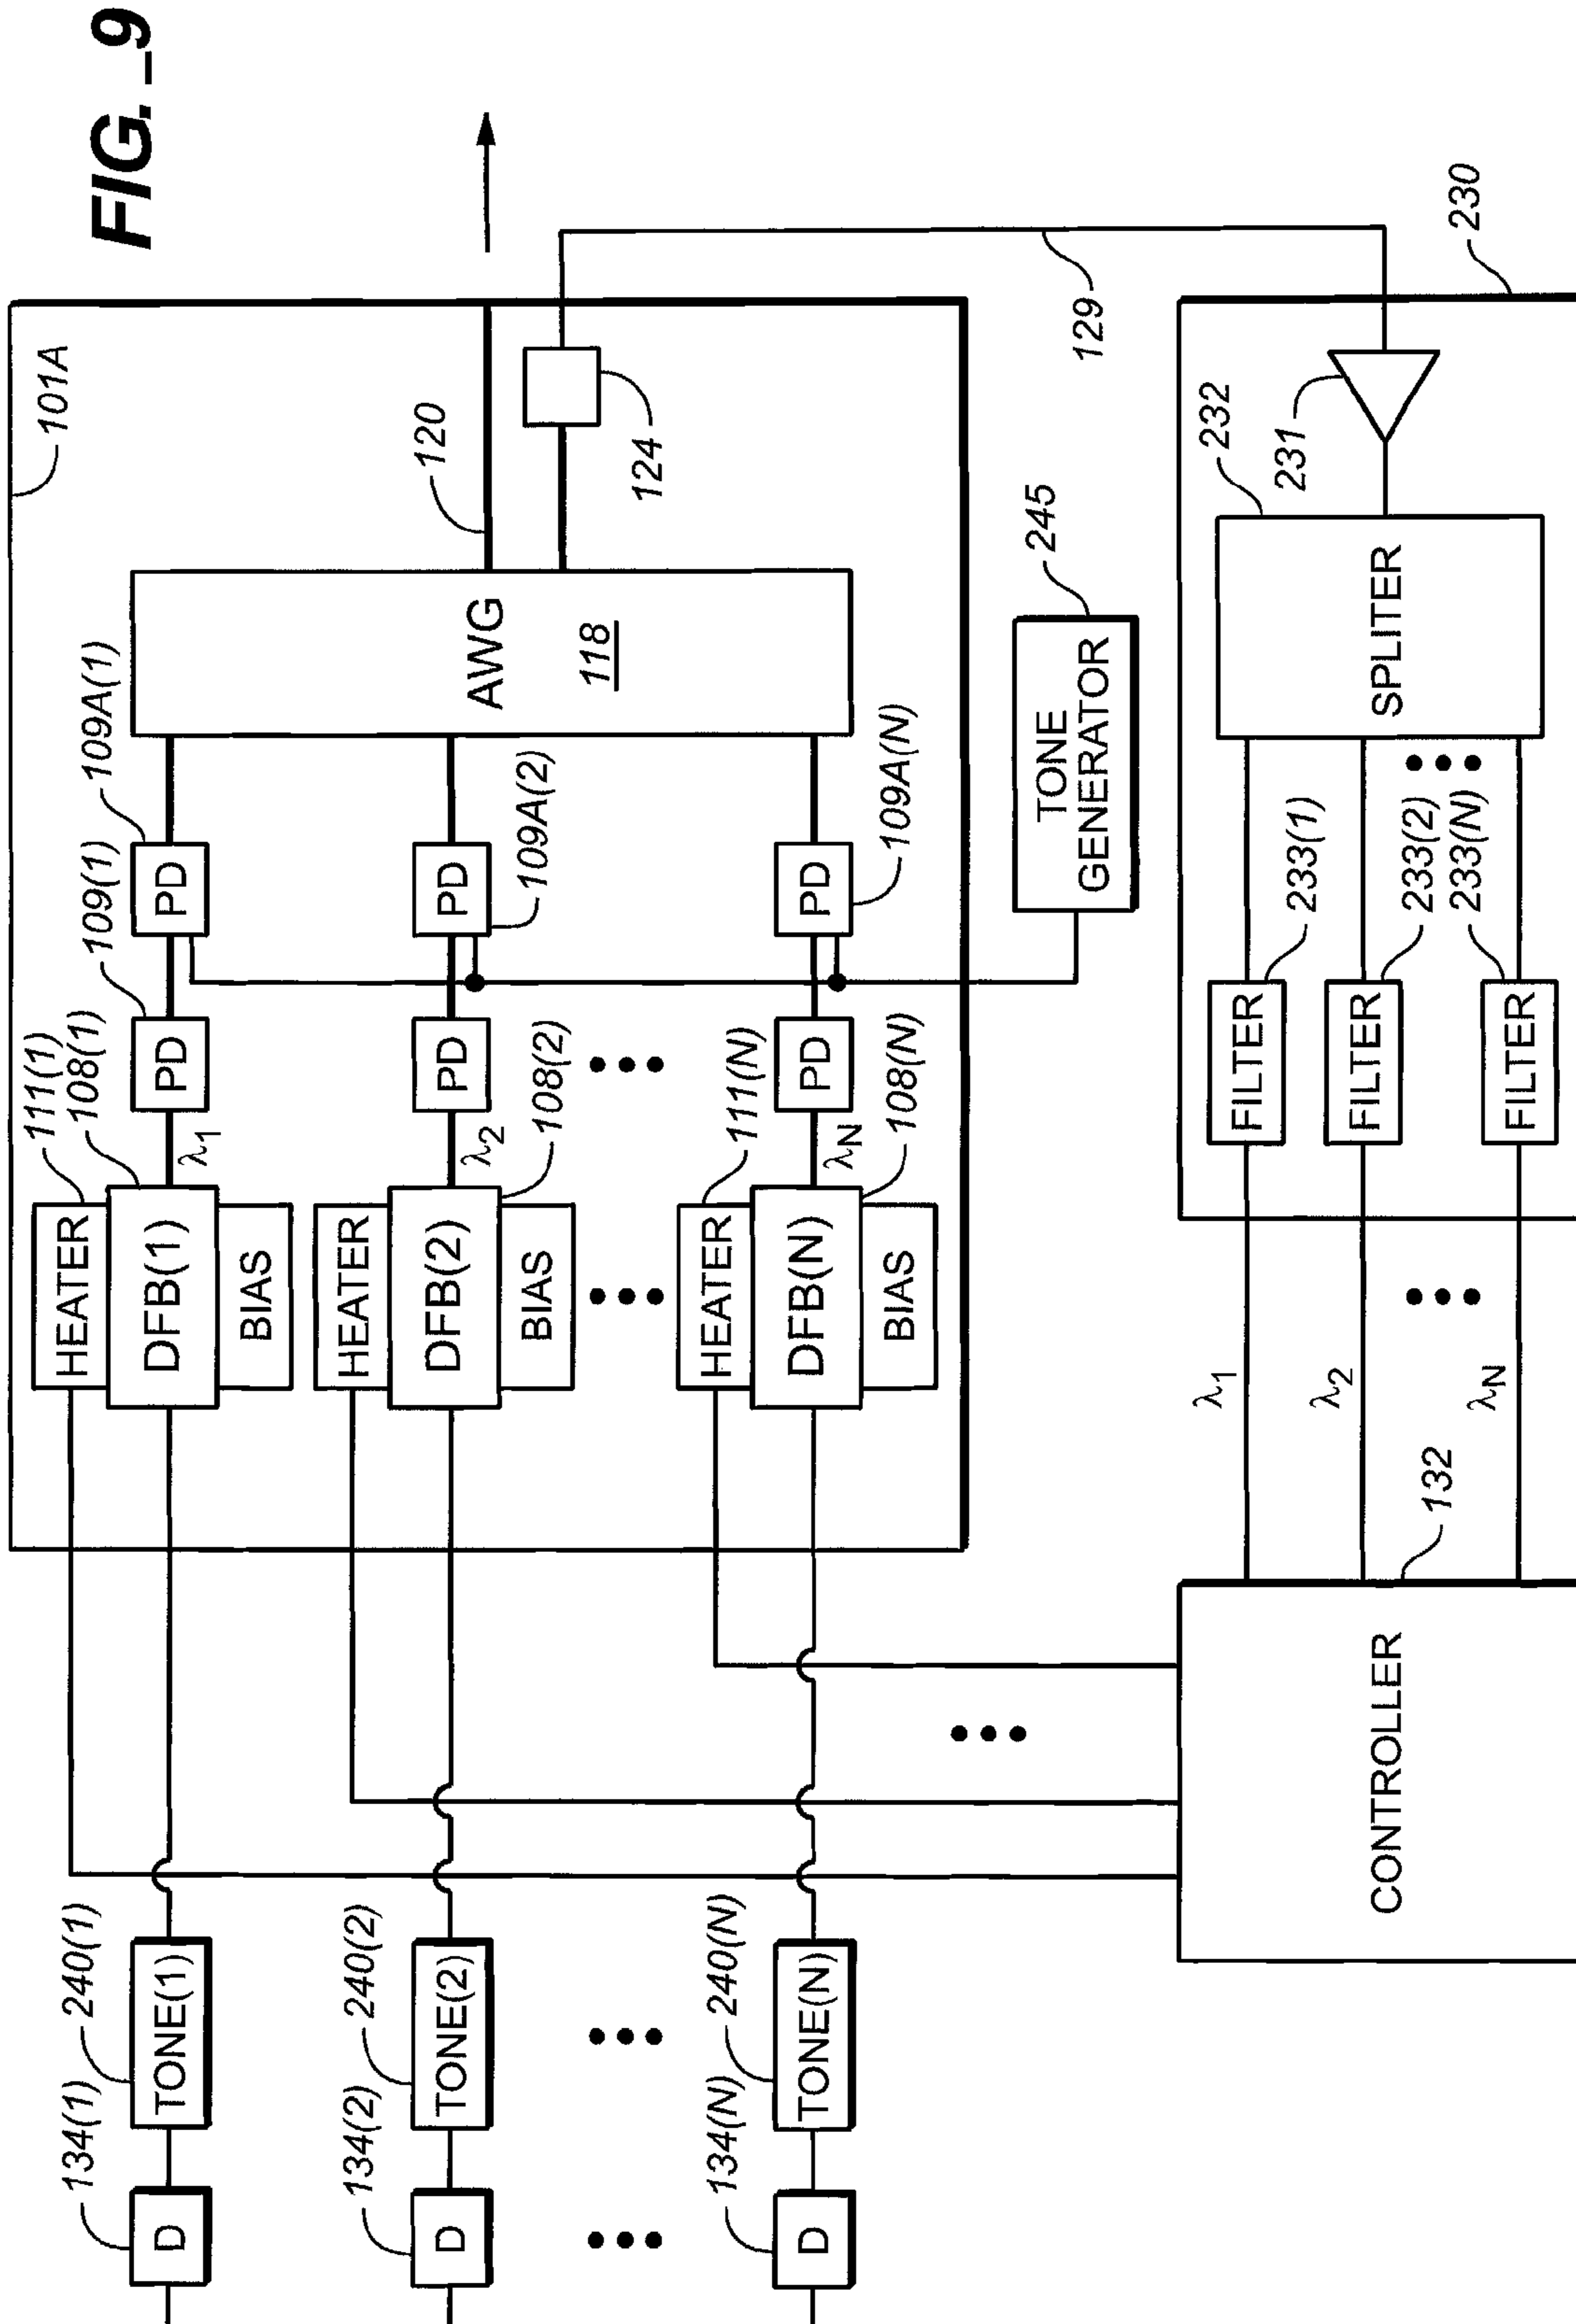 FIG._9
101A
111(1)
108(1)
109(1)
109A(1)
134(1)
240(1)
HEATER
D
TONE(1)
DFB(1)
λ1
PD
PD
BIAS
120
AWG
118
124
134(2)
240(2)
HEATER
D
TONE(2)
DFB(2)
λ2
PD
PD
BIAS
108(2)
109A(2)
134(N)
240(N)
111(N)
HEATER
D
TONE(N)
DFB(N)
λN
PD
PD
BIAS
108(N)
109A(N)
245
TONE
GENERATOR
129
132
230
232
231
CONTROLLER
λ1
FILTER
233(1)
SPLITER
λ2
FILTER
233(2)
λN
FILTER
233(N)